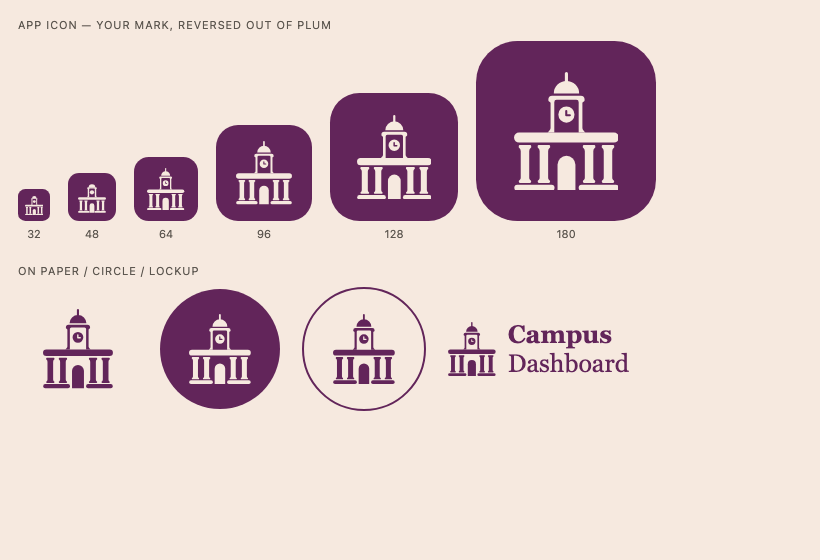 APP ICON — YOUR MARK, REVERSED OUT OF PLUM
32 48 64 96 128 180
ON PAPER / CIRCLE / LOCKUP
Campus
Dashboard